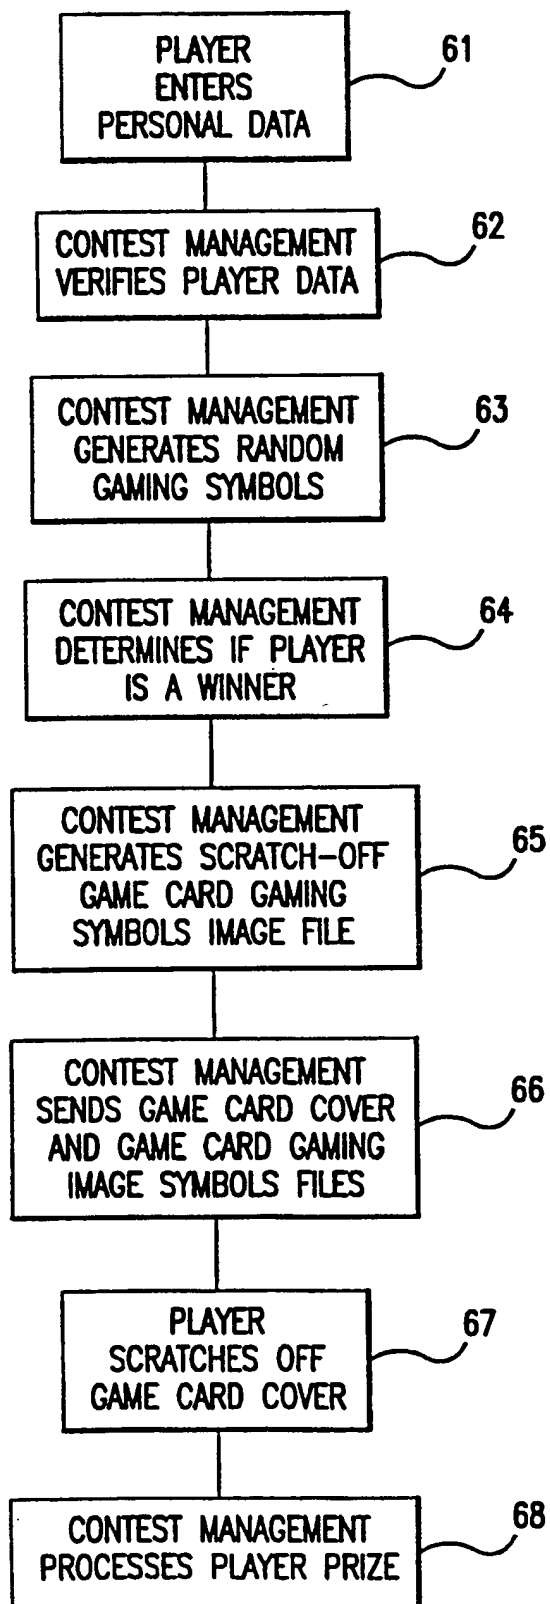 PLAYER
ENTERS
PERSONAL DATA
61
CONTEST MANAGEMENT
VERIFIES PLAYER DATA
62
CONTEST MANAGEMENT
GENERATES RANDOM
GAMING SYMBOLS
63
CONTEST MANAGEMENT
DETERMINES IF PLAYER
IS A WINNER
64
CONTEST MANAGEMENT
GENERATES SCRATCH-OFF
GAME CARD GAMING
SYMBOLS IMAGE FILE
65
CONTEST MANAGEMENT
SENDS GAME CARD COVER
AND GAME CARD GAMING
IMAGE SYMBOLS FILES
66
PLAYER
SCRATCHES OFF
GAME CARD COVER
67
CONTEST MANAGEMENT
PROCESSES PLAYER PRIZE
68